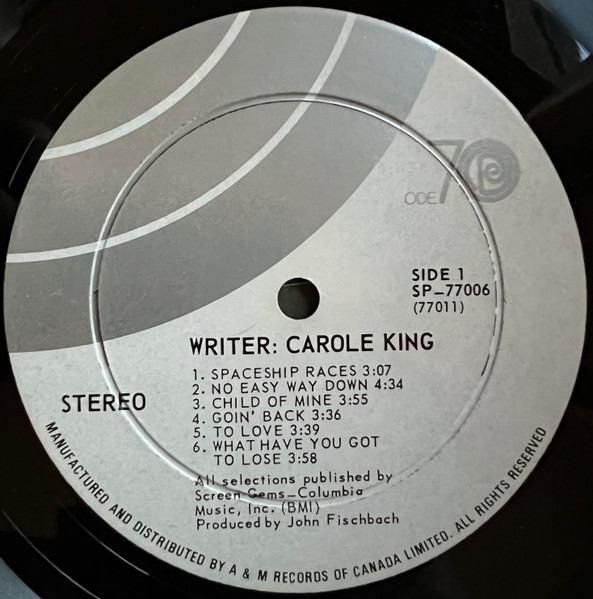 ODE 70
SIDE 1
SP-77006
(77011)
WRITER: CAROLE KING
1. SPACESHIP RACES 3:07
2. NO EASY WAY DOWN 4:34
3. CHILD OF MINE 3:55
4. GOIN' BACK 3:36
5. TO LOVE 3:39
6. WHAT HAVE YOU GOT
TO LOSE 3:58
STEREO
All selections published by
Screen Gems-Columbia
Music, Inc. (BMI)
Produced by John Fischbach
MANUFACTURED AND DISTRIBUTED BY A & M RECORDS OF CANADA LIMITED. ALL RIGHTS RESERVED